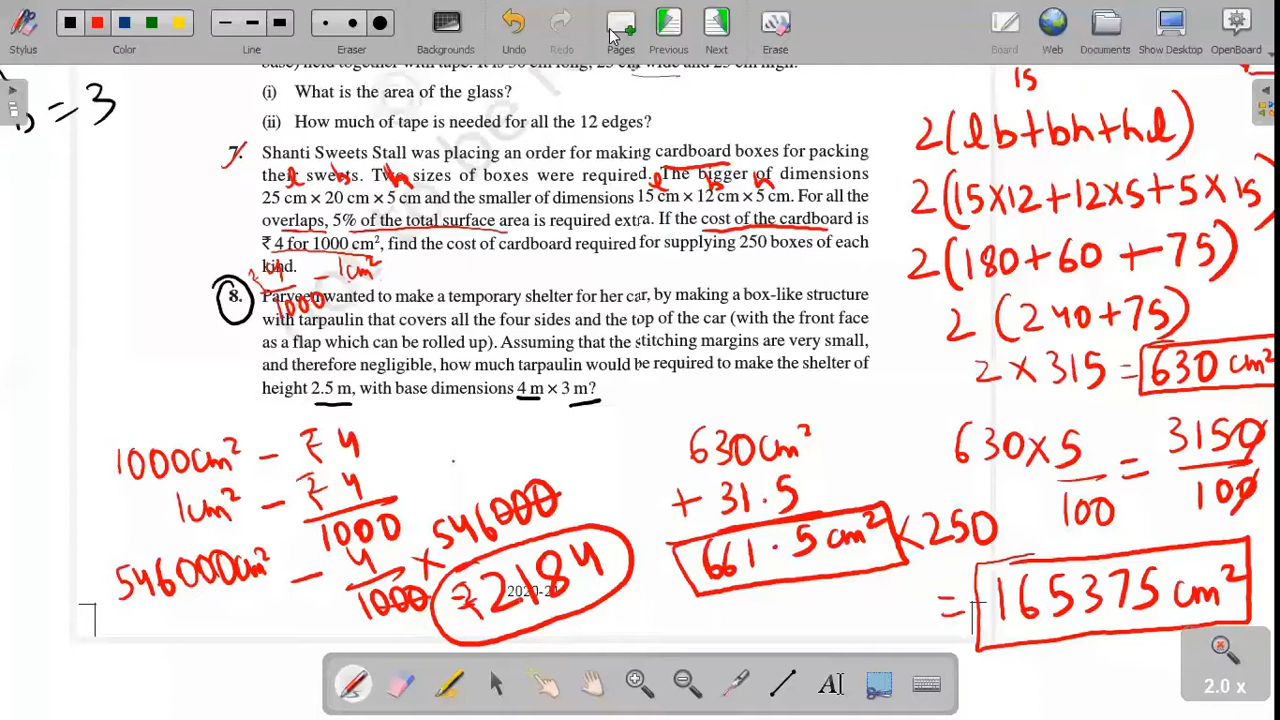 Stylus
Color
Line
Eraser
Backgrounds
Undo
Redo
Pages
Previous
Next
Erase
Board
Web
Documents
Show Desktop
OpenBoard
= 3
(i) What is the area of the glass?
(ii) How much of tape is needed for all the 12 edges?
7. Shanti Sweets Stall was placing an order for making cardboard boxes for packing
their sweets. Two sizes of boxes were required. The bigger of dimensions
l b h
l b h
25 cm × 20 cm × 5 cm and the smaller of dimensions 15 cm × 12 cm × 5 cm. For all the
overlaps, 5% of the total surface area is required extra. If the cost of the cardboard is
₹ 4 for 1000 cm², find the cost of cardboard required for supplying 250 boxes of each
kind.
₹ 4/1000 - 1cm²
8. Parveen wanted to make a temporary shelter for her car, by making a box-like structure
with tarpaulin that covers all the four sides and the top of the car (with the front face
as a flap which can be rolled up). Assuming that the stitching margins are very small,
and therefore negligible, how much tarpaulin would be required to make the shelter of
height 2.5 m, with base dimensions 4 m × 3 m?
1000cm² - ₹ 4
1cm² - ₹ 4/1000
546000cm² - 4/1000 × 546000
₹2184
630cm²
+ 31.5
661.5 cm² × 250
= 165375 cm²
15
2(lb+bh+hl)
2(15×12+12×5+5×15)
2(180+60+75)
2(240+75)
2×315 = 630 cm²
630×5/100 = 3150/100
2.0 x